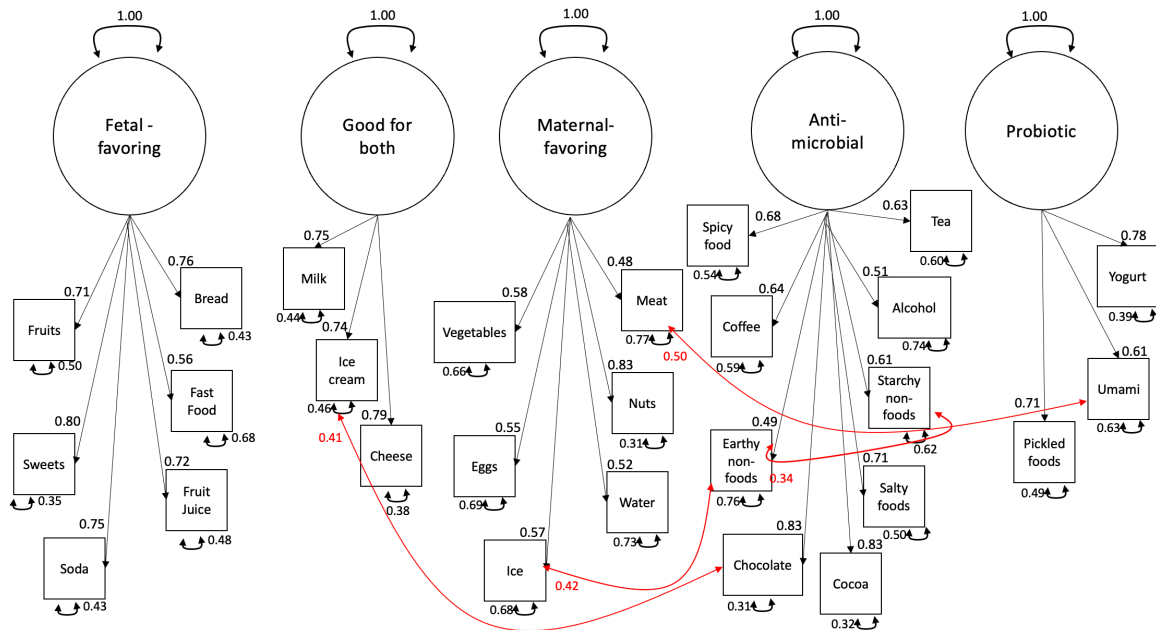 1.00
1.00
1.00
1.00
1.00
Fetal -
favoring
Good for
both
Maternal-
favoring
Anti-
microbial
Probiotic
0.76
Bread
0.43
0.71
Fruits
0.50
0.56
Fast
Food
0.68
0.80
Sweets
0.35
0.72
Fruit
Juice
0.48
0.75
Soda
0.43
0.75
Milk
0.44
0.74
Ice
cream
0.46
0.41
0.79
Cheese
0.38
0.48
Meat
0.77
0.50
0.58
Vegetables
0.66
0.83
Nuts
0.31
0.55
Eggs
0.69
0.52
Water
0.73
0.57
Ice
0.68
0.42
0.68
Spicy
food
0.54
0.63
Tea
0.60
0.64
Coffee
0.59
0.51
Alcohol
0.74
0.61
Starchy
non-
foods
0.62
0.49
Earthy
non-
foods
0.76
0.34
0.71
Salty
foods
0.50
0.83
Chocolate
0.31
0.83
Cocoa
0.32
0.78
Yogurt
0.39
0.61
Umami
0.63
0.71
Pickled
foods
0.49